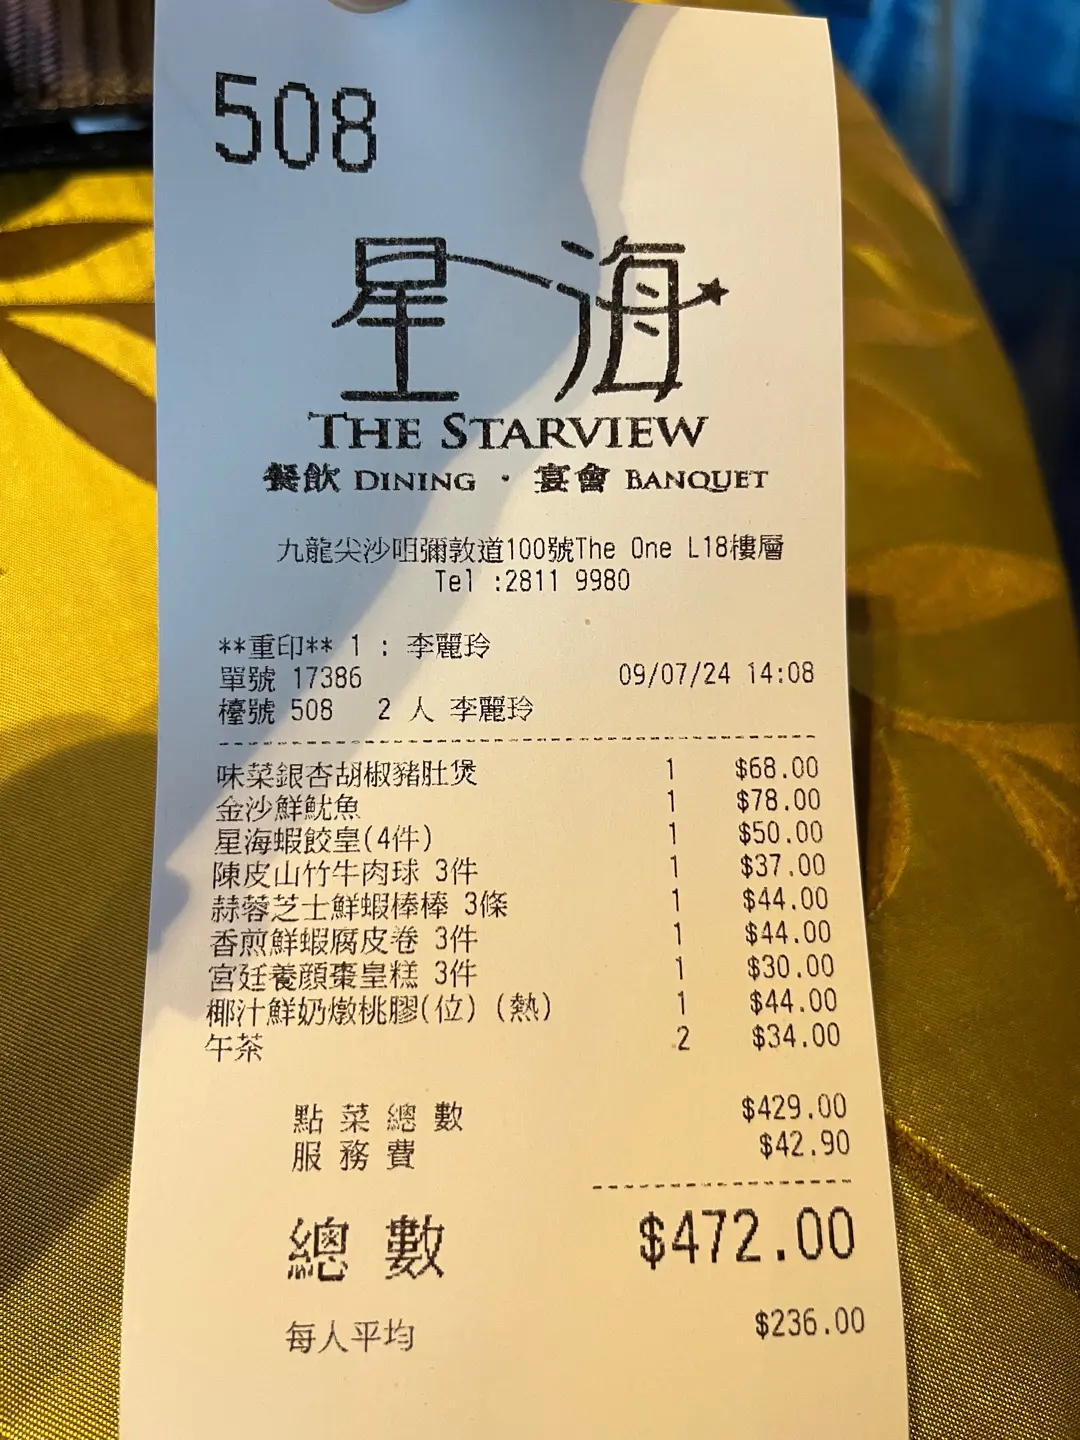 508
星海
THE STARVIEW
餐飲 DINING · 宴會 BANQUET
九龍尖沙咀彌敦道100號The One L18樓層
Tel :2811 9980
**重印** 1 : 李麗玲
單號 17386 09/07/24 14:08
檯號 508 2 人 李麗玲
味菜銀杏胡椒豬肚煲 1 $68.00
金沙鮮魷魚 1 $78.00
星海蝦餃皇(4件) 1 $50.00
陳皮山竹牛肉球 3件 1 $37.00
蒜蓉芝士鮮蝦棒棒 3條 1 $44.00
香煎鮮蝦腐皮卷 3件 1 $44.00
宮廷養顏棗皇糕 3件 1 $30.00
椰汁鮮奶燉桃膠(位) (熱) 1 $44.00
午茶 2 $34.00
點菜總數 $429.00
服務費 $42.90
總數 $472.00
每人平均 $236.00